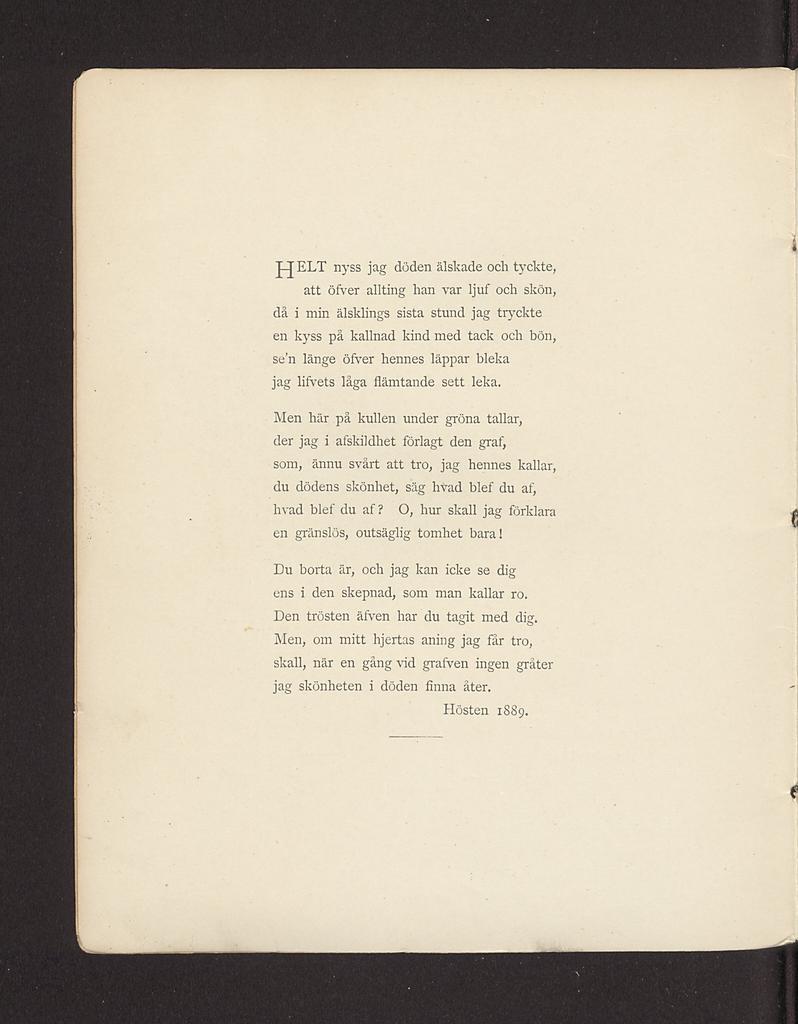 HELT nyss jag döden älskade och tyckte,
att öfver allting han var ljuf och skön,
då i min älsklings sista stund jag tryckte
en kyss på kallnad kind med tack och bön,
se'n länge öfver hennes läppar bleka
jag lifvets låga flämtande sett leka.
Men här på kullen under gröna tallar,
der jag i afskildhet förlagt den graf,
som, ännu svårt att tro, jag hennes kallar,
du dödens skönhet, säg hvad blef du af,
hvad blef du af? O, hur skall jag förklara
en gränslös, outsäglig tomhet bara!
Du borta är, och jag kan icke se dig
ens i den skepnad, som man kallar ro.
Den trösten äfven har du tagit med dig.
Men, om mitt hjertas aning jag får tro,
skall, när en gång vid grafven ingen gråter
jag skönheten i döden finna åter.
Hösten 1889.